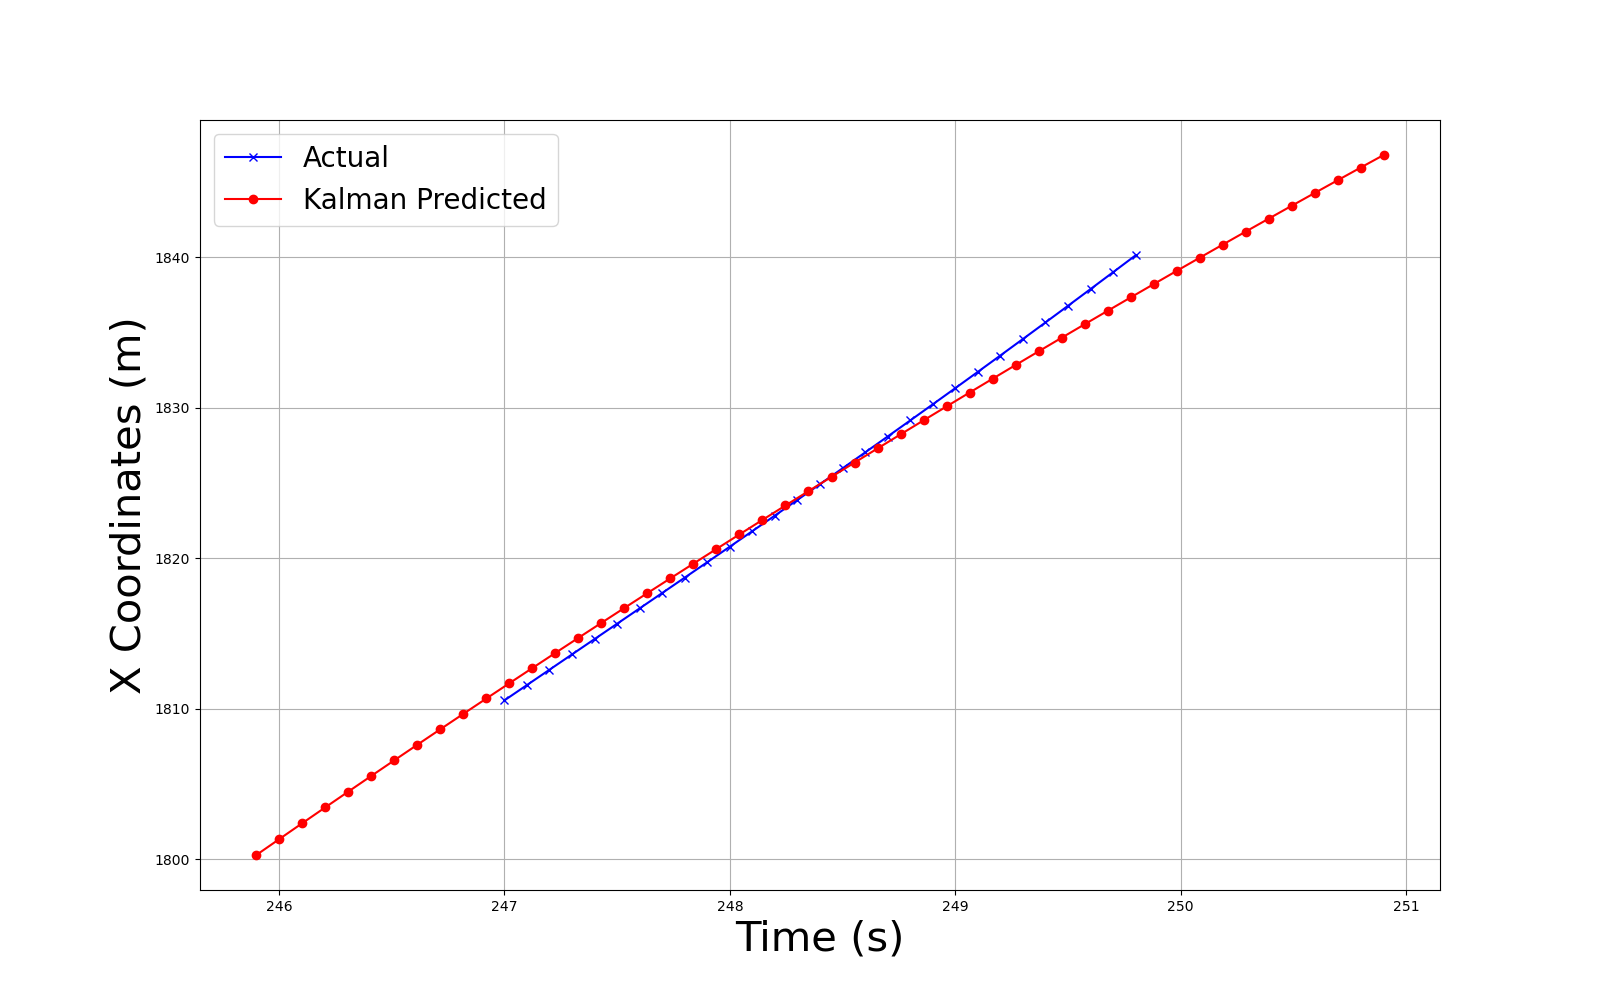 Actual
Kalman Predicted
1840
1830
1820
1810
1800
X Coordinates (m)
246 247 248 249 250 251
Time (s)